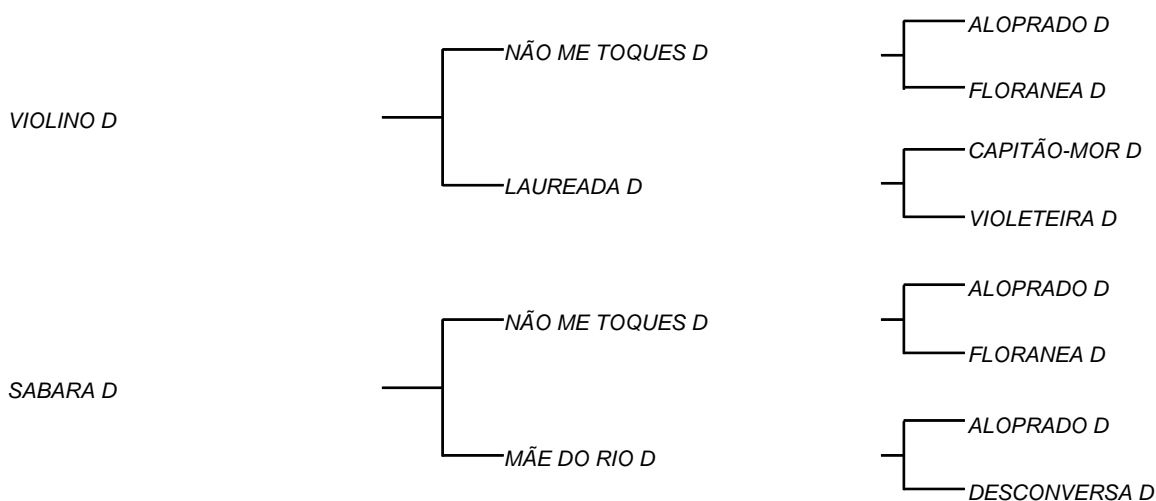 ALOPRADO D
NÃO ME TOQUES D
FLORANEA D
VIOLINO D
CAPITÃO-MOR D
LAUREADA D
VIOLETEIRA D
ALOPRADO D
NÃO ME TOQUES D
FLORANEA D
SABARA D
ALOPRADO D
MÃE DO RIO D
DESCONVERSA D